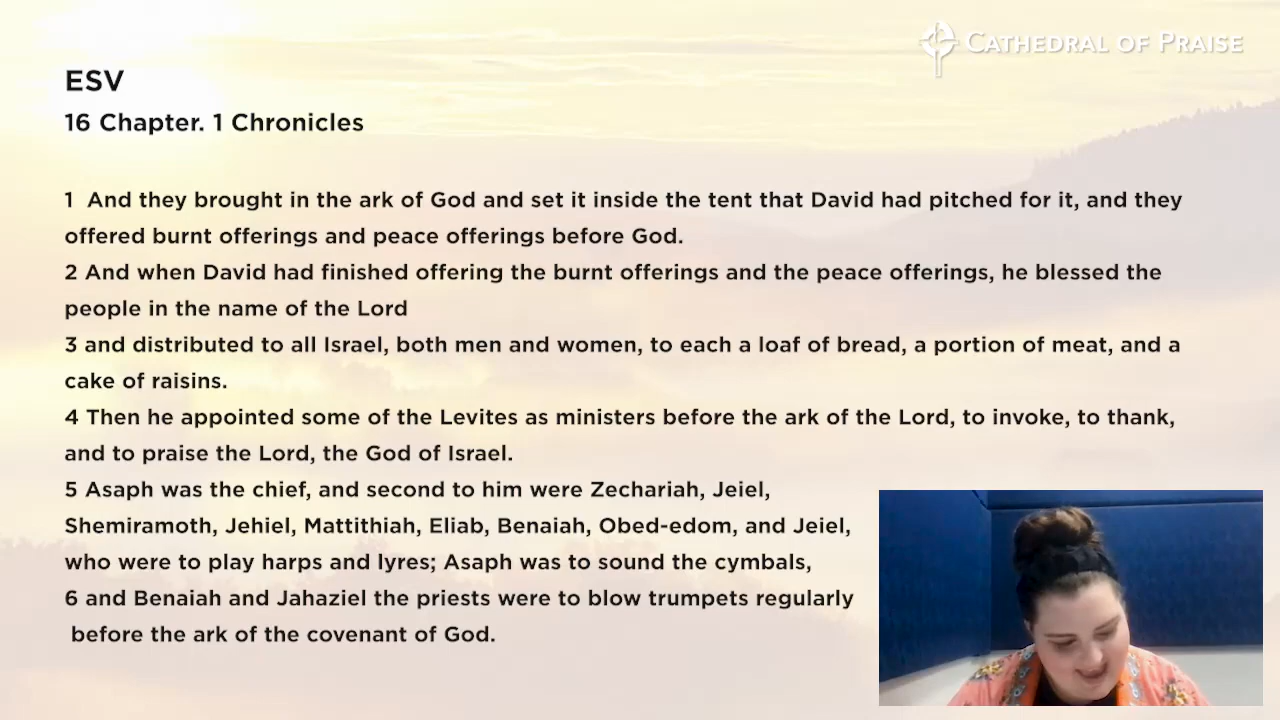 CATHEDRAL OF PRAISE
ESV
16 Chapter. 1 Chronicles
1  And they brought in the ark of God and set it inside the tent that David had pitched for it, and they
offered burnt offerings and peace offerings before God.
2 And when David had finished offering the burnt offerings and the peace offerings, he blessed the
people in the name of the Lord
3 and distributed to all Israel, both men and women, to each a loaf of bread, a portion of meat, and a
cake of raisins.
4 Then he appointed some of the Levites as ministers before the ark of the Lord, to invoke, to thank,
and to praise the Lord, the God of Israel.
5 Asaph was the chief, and second to him were Zechariah, Jeiel,
Shemiramoth, Jehiel, Mattithiah, Eliab, Benaiah, Obed-edom, and Jeiel,
who were to play harps and lyres; Asaph was to sound the cymbals,
6 and Benaiah and Jahaziel the priests were to blow trumpets regularly
before the ark of the covenant of God.